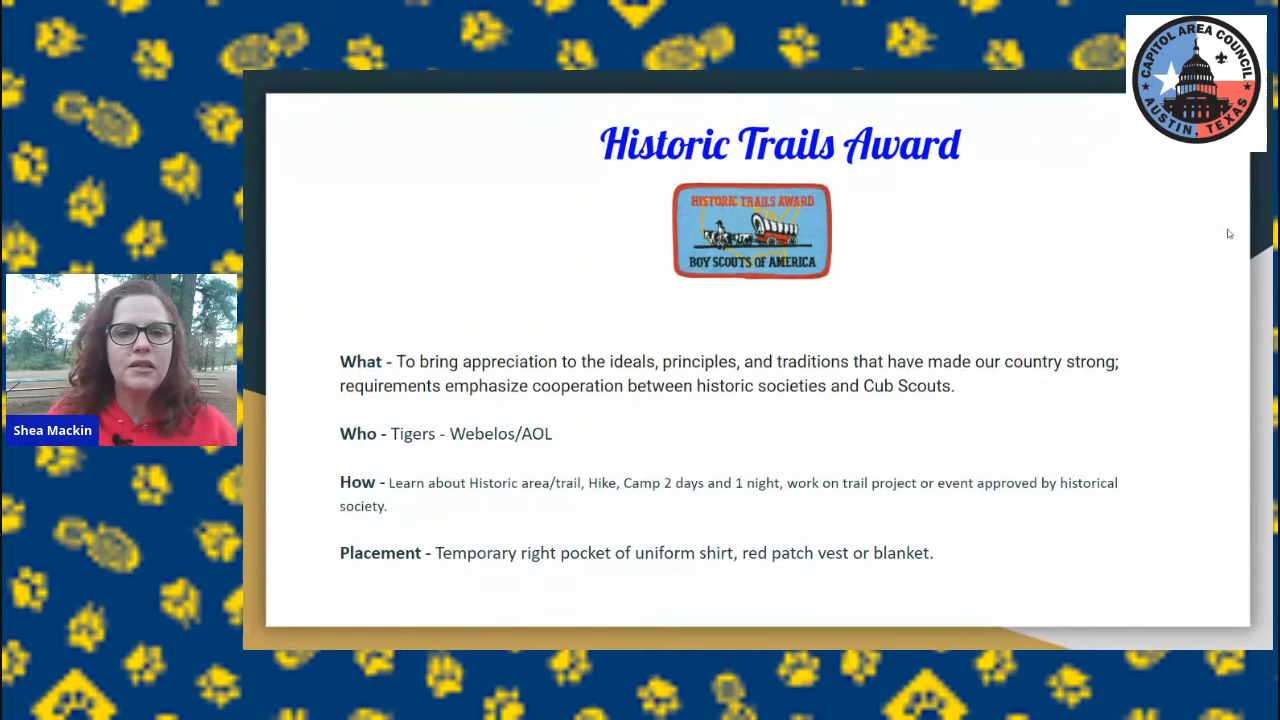 CAPITOL AREA COUNCIL
AUSTIN, TEXAS
Historic Trails Award
HISTORIC TRAILS AWARD
BOY SCOUTS OF AMERICA
What - To bring appreciation to the ideals, principles, and traditions that have made our country strong;
requirements emphasize cooperation between historic societies and Cub Scouts.
Who - Tigers - Webelos/AOL
How - Learn about Historic area/trail, Hike, Camp 2 days and 1 night, work on trail project or event approved by historical
society.
Placement - Temporary right pocket of uniform shirt, red patch vest or blanket.
Shea Mackin